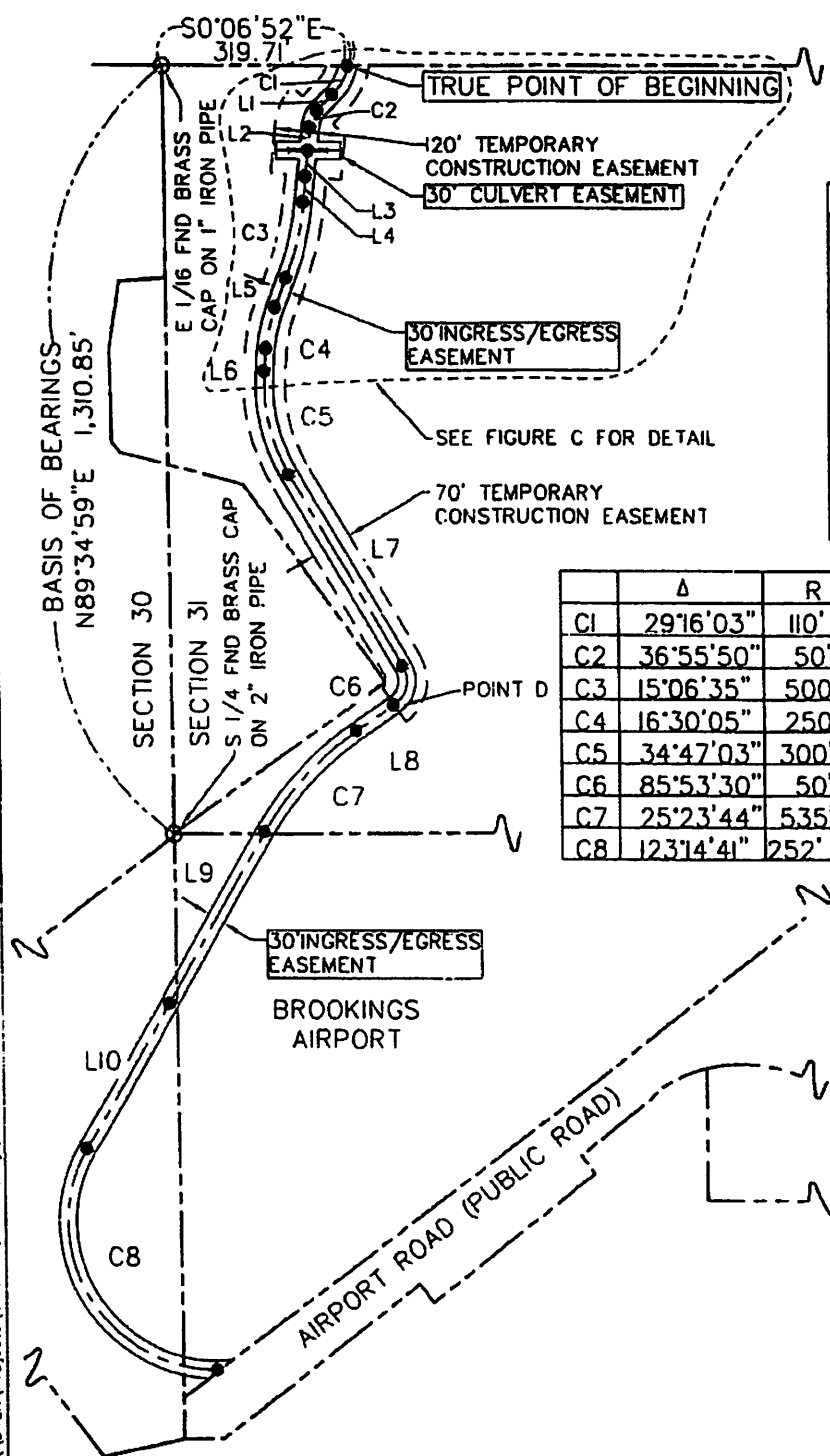 S0°06'52"E
319.71'
TRUE POINT OF BEGINNING
C1
L1
C2
L2
120' TEMPORARY
CONSTRUCTION EASEMENT
30' CULVERT EASEMENT
L3
L4
C3
E 1/16 FND BRASS
CAP ON 1" IRON PIPE
L5
30' INGRESS/EGRESS
EASEMENT
C4
L6
C5
SEE FIGURE C FOR DETAIL
BASIS OF BEARINGS
N89°34'59"E 1,310.85'
70' TEMPORARY
CONSTRUCTION EASEMENT
L7
SECTION 30
SECTION 31
S 1/4 FND BRASS CAP
ON 2" IRON PIPE
C6
POINT D
L8
C7
Δ R
C1 29°16'03" 110'
C2 36°55'50" 50'
C3 15°06'35" 500'
C4 16°30'05" 250'
C5 34°47'03" 300'
C6 85°53'30" 50'
C7 25°23'44" 535'
C8 123°14'41" 252'
L9
30' INGRESS/EGRESS
EASEMENT
BROOKINGS
AIRPORT
L10
C8
AIRPORT ROAD (PUBLIC ROAD)